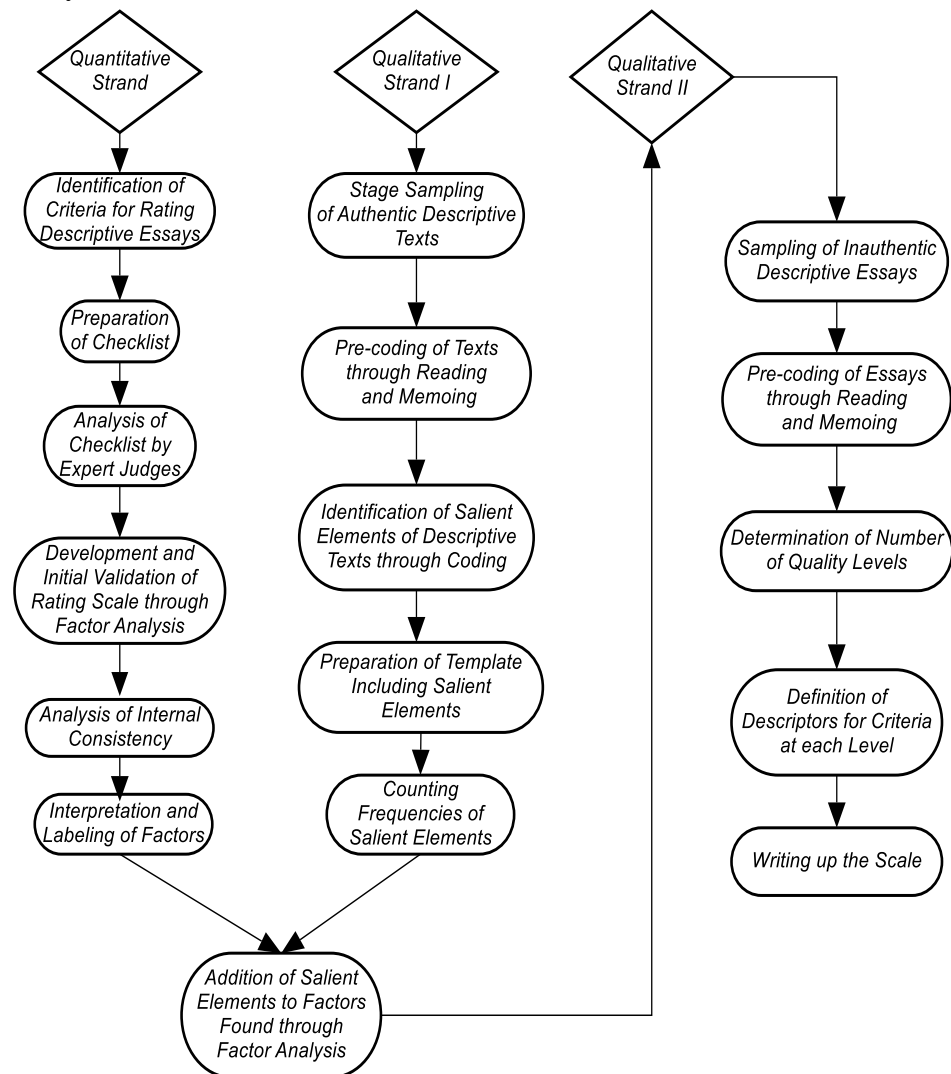 Quantitative
Strand
Identification of
Criteria for Rating
Descriptive Essays
Preparation
of Checklist
Analysis of
Checklist by
Expert Judges
Development and
Initial Validation of
Rating Scale through
Factor Analysis
Analysis of Internal
Consistency
Interpretation and
Labeling of Factors
Qualitative
Strand I
Stage Sampling
of Authentic Descriptive
Texts
Pre-coding of Texts
through Reading
and Memoing
Identification of Salient
Elements of Descriptive
Texts through Coding
Preparation of Template
Including Salient
Elements
Counting
Frequencies of
Salient Elements
Addition of Salient
Elements to Factors
Found through
Factor Analysis
Qualitative
Strand II
Sampling of Inauthentic
Descriptive Essays
Pre-coding of Essays
through Reading
and Memoing
Determination of Number
of Quality Levels
Definition of
Descriptors for Criteria
at each Level
Writing up the Scale